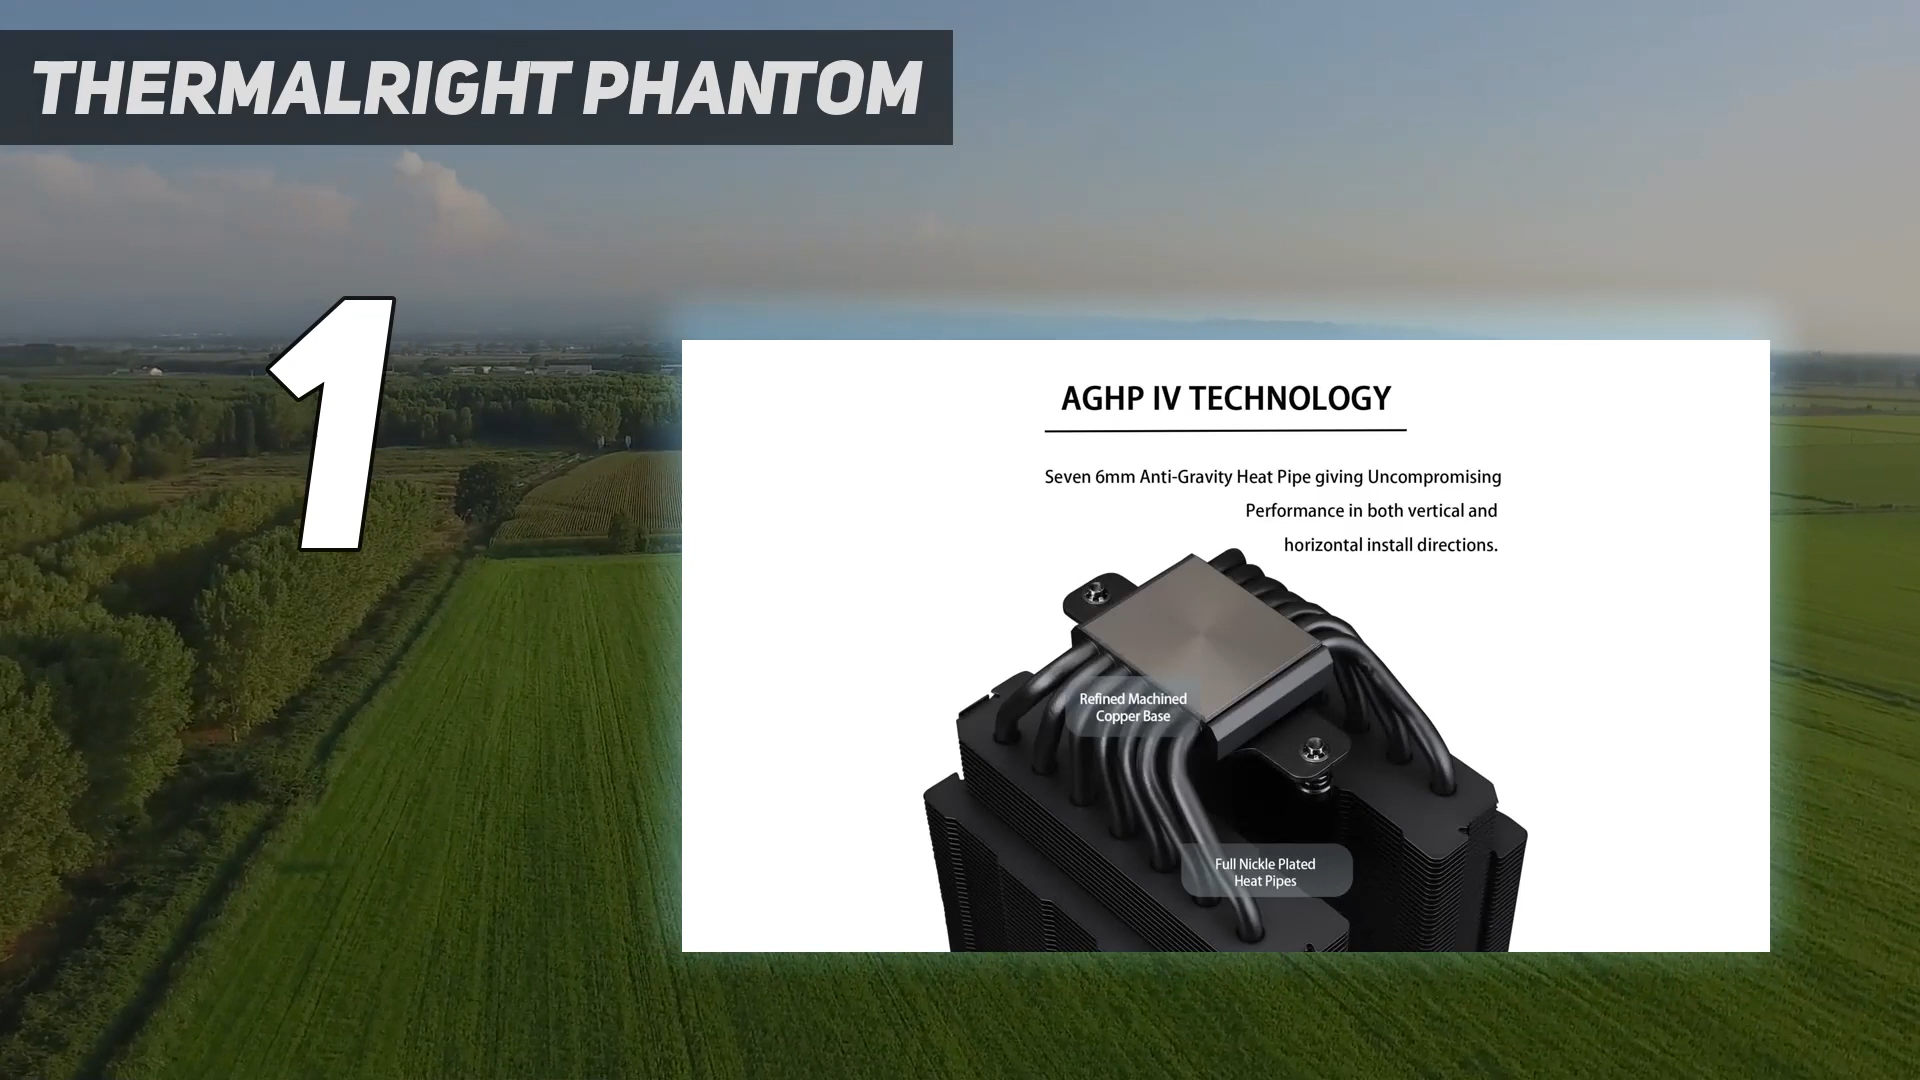 THERMALRIGHT PHANTOM
1
AGHP IV TECHNOLOGY
Seven 6mm Anti-Gravity Heat Pipe giving Uncompromising
Performance in both vertical and
horizontal install directions.
Refined Machined
Copper Base
Full Nickle Plated
Heat Pipes